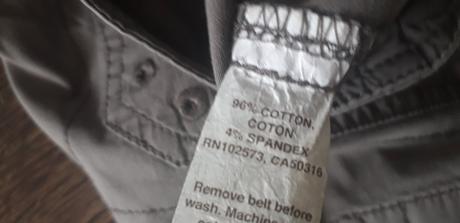 96% COTTON,
COTON,
4% SPANDEX
RN102573, CA50316
Remove belt before
wash. Machine